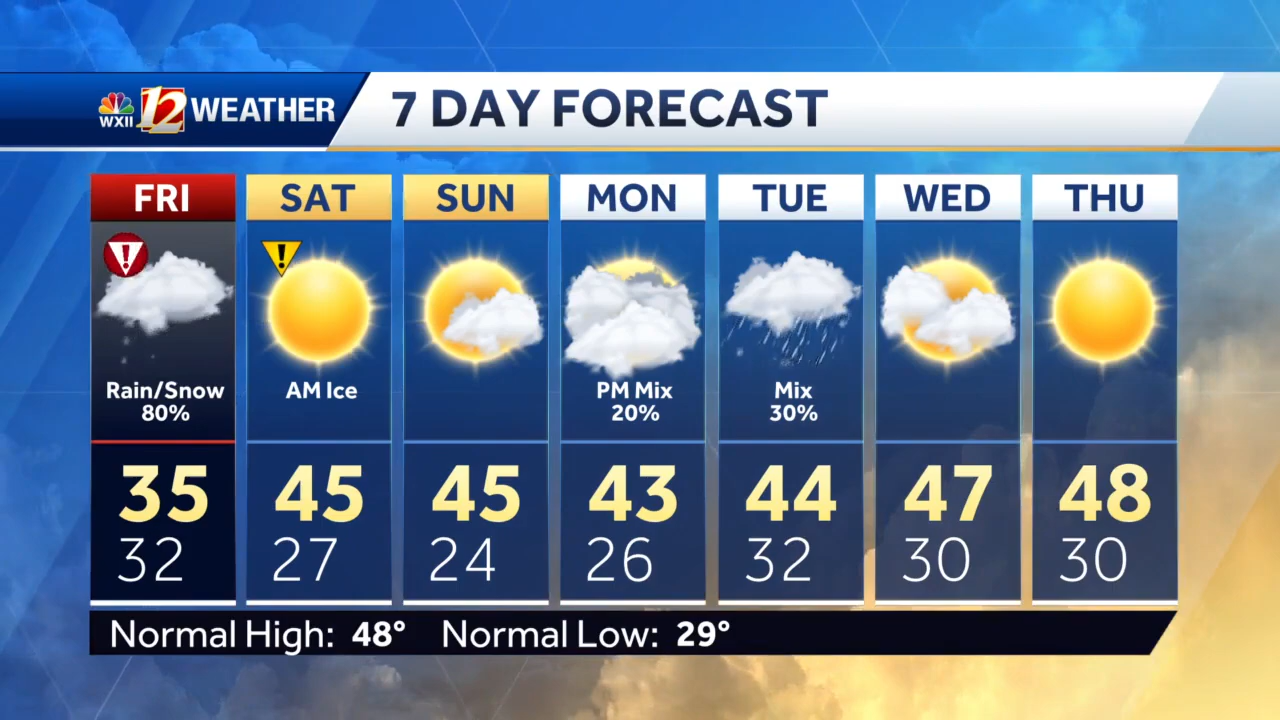 WXII 12 WEATHER
7 DAY FORECAST
FRI
Rain/Snow
80%
35
32
SAT
AM Ice
45
27
SUN
45
24
MON
PM Mix
20%
43
26
TUE
Mix
30%
44
32
WED
47
30
THU
48
30
Normal High: 48° Normal Low: 29°